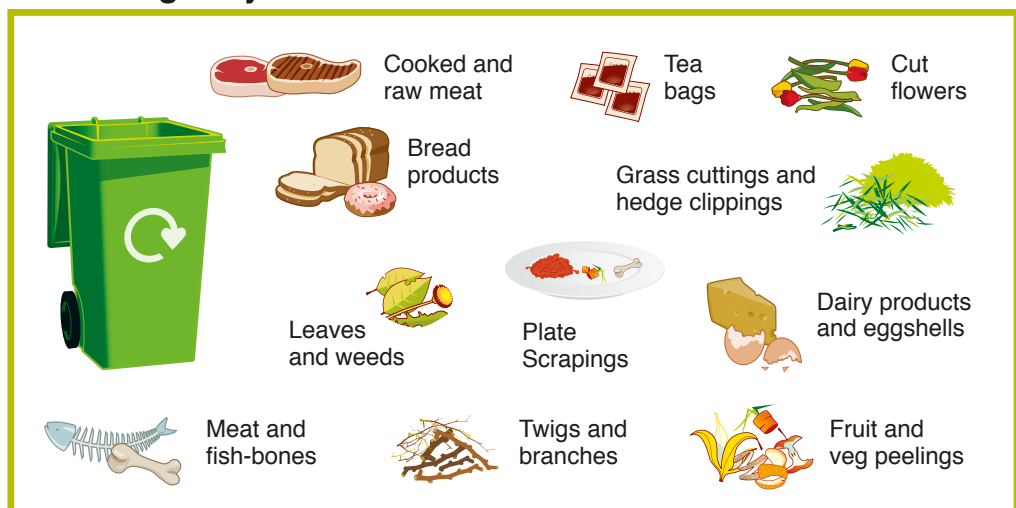 Cooked and
raw meat
Tea
bags
Cut
flowers
Bread
products
Grass cuttings and
hedge clippings
Leaves
and weeds
Plate
Scrapings
Dairy products
and eggshells
Meat and
fish-bones
Twigs and
branches
Fruit and
veg peelings